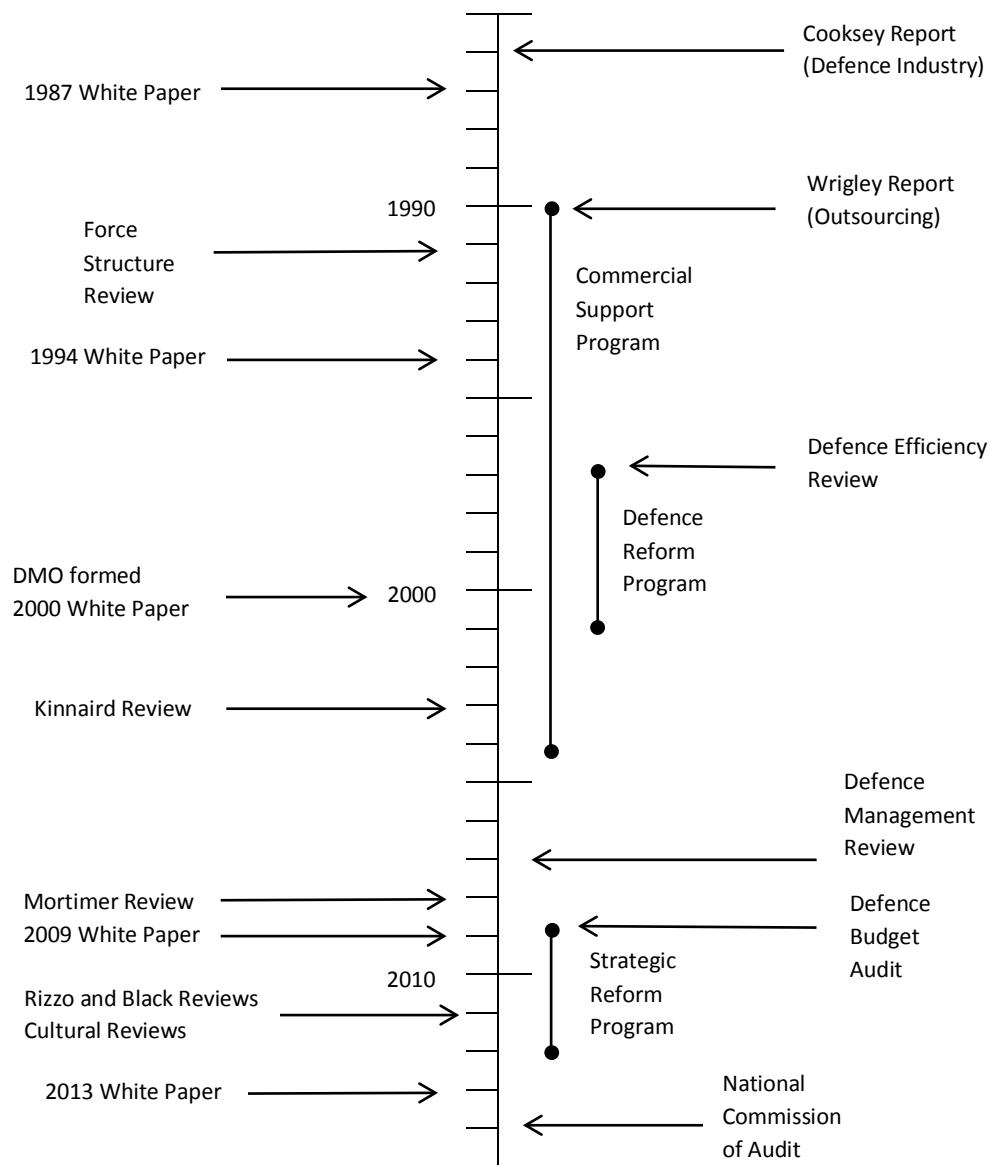 Cooksey Report
(Defence Industry)
1987 White Paper
Wrigley Report
(Outsourcing)
1990
Force
Structure
Review
Commercial
Support
Program
1994 White Paper
Defence Efficiency
Review
Defence
Reform
Program
DMO formed
2000 White Paper
2000
Kinnaird Review
Defence
Management
Review
Mortimer Review
2009 White Paper
Defence
Budget
Audit
Strategic
Reform
Program
2010
Rizzo and Black Reviews
Cultural Reviews
2013 White Paper
National
Commission
of Audit